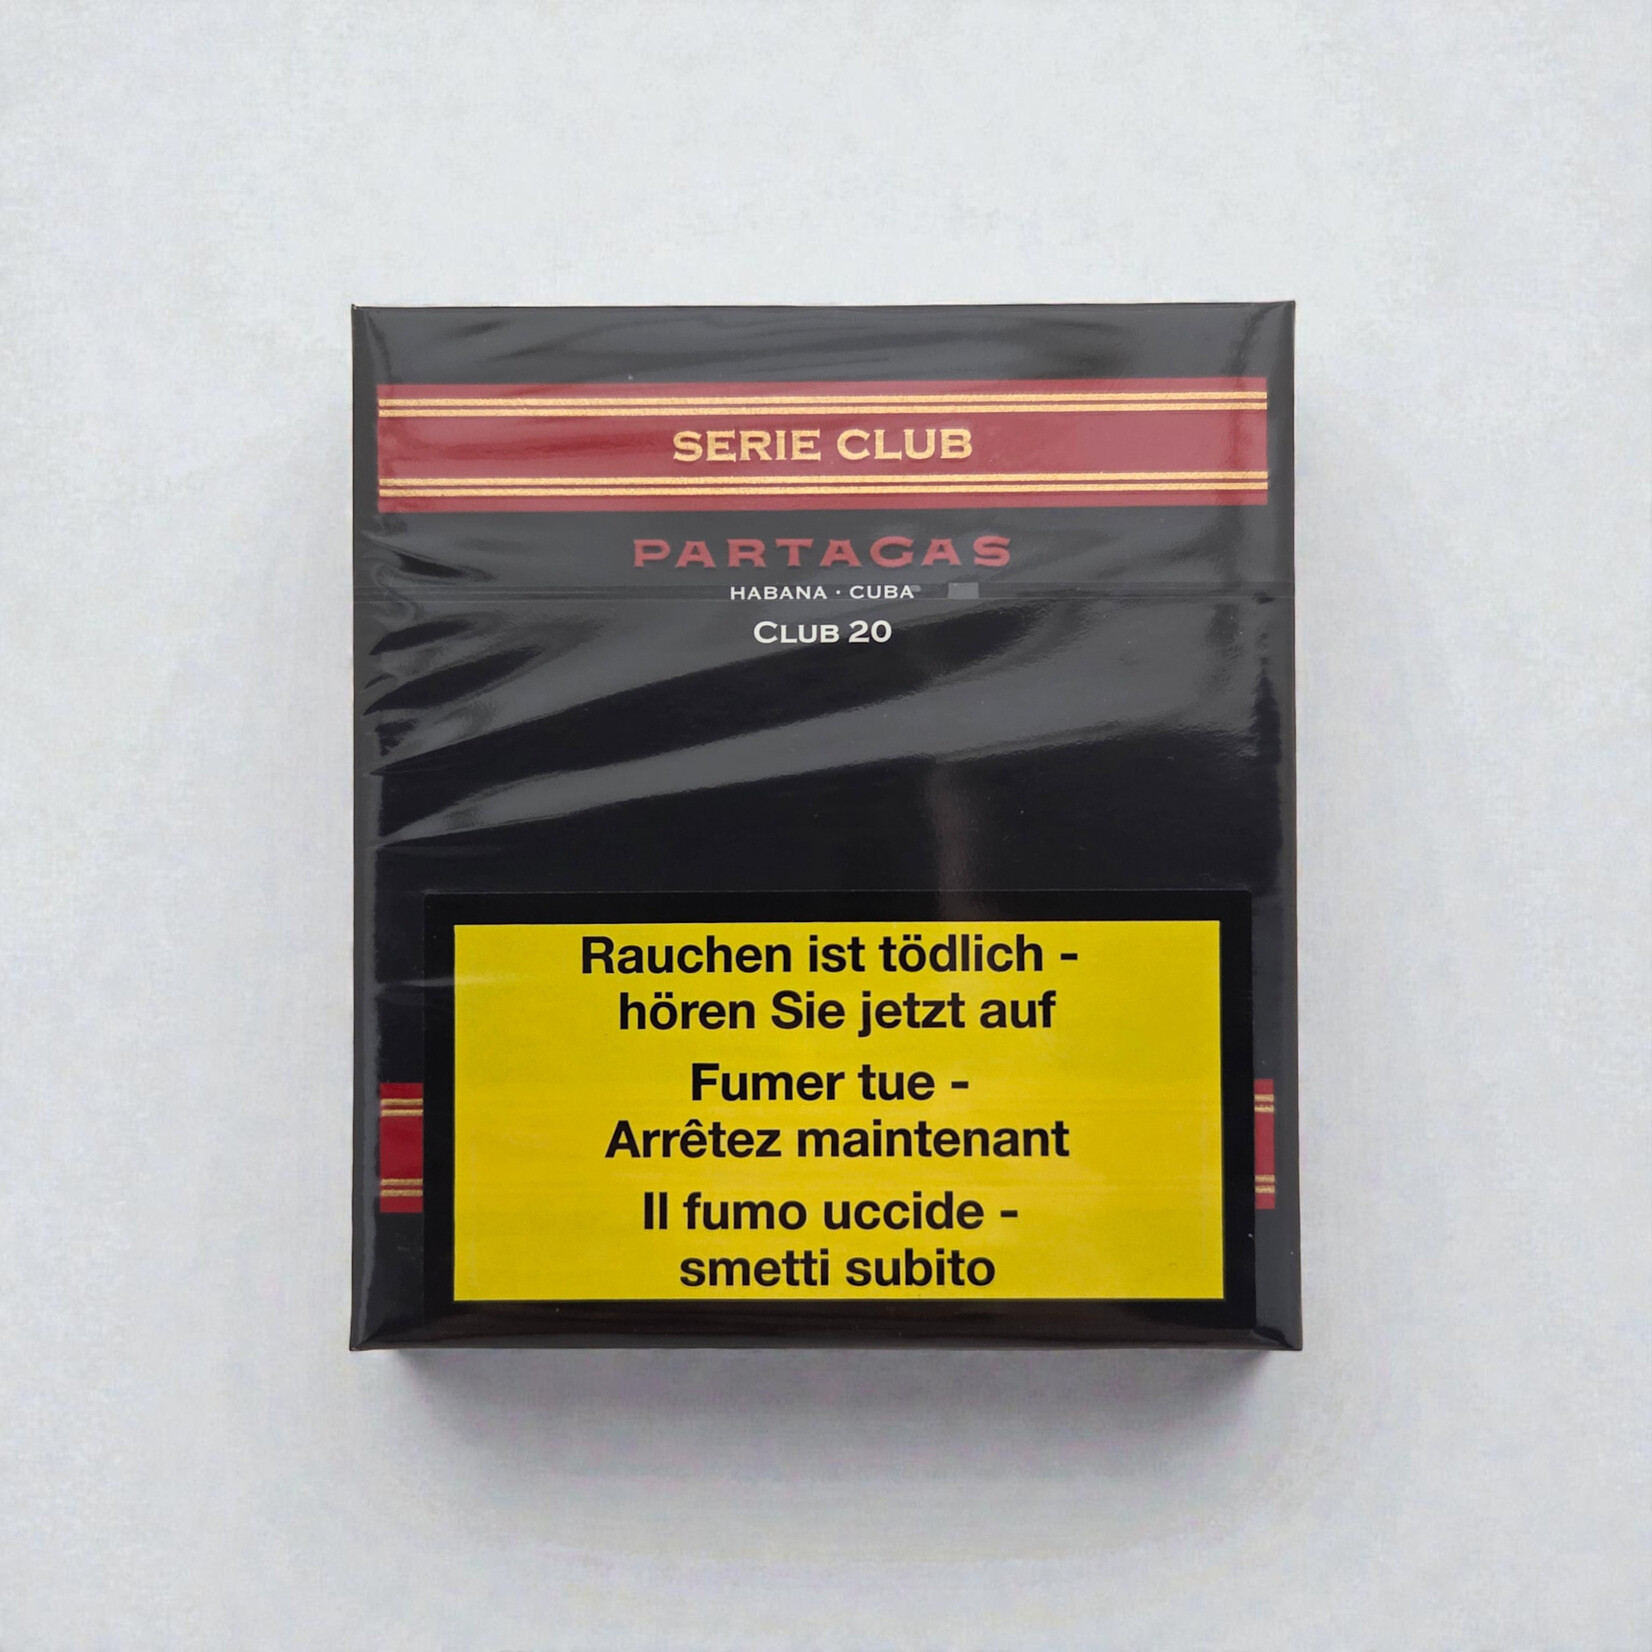 SERIE CLUB
PARTAGAS
HABANA · CUBA
CLUB 20
Rauchen ist tödlich -
hören Sie jetzt auf
Fumer tue -
Arrêtez maintenant
Il fumo uccide -
smetti subito